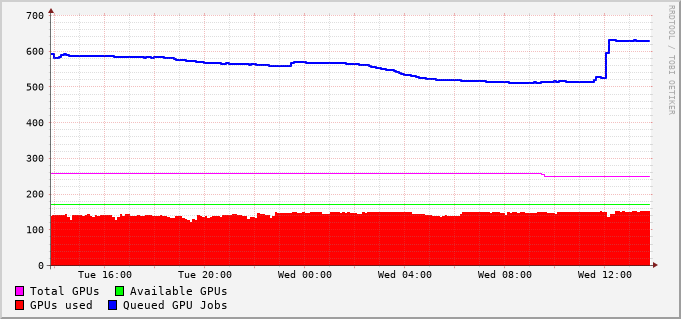 700
600
500
400
300
200
100
0
Tue 16:00 Tue 20:00 Wed 00:00 Wed 04:00 Wed 08:00 Wed 12:00
Total GPUs Available GPUs
GPUs used Queued GPU Jobs
RRDTOOL / TOBI OETIKER